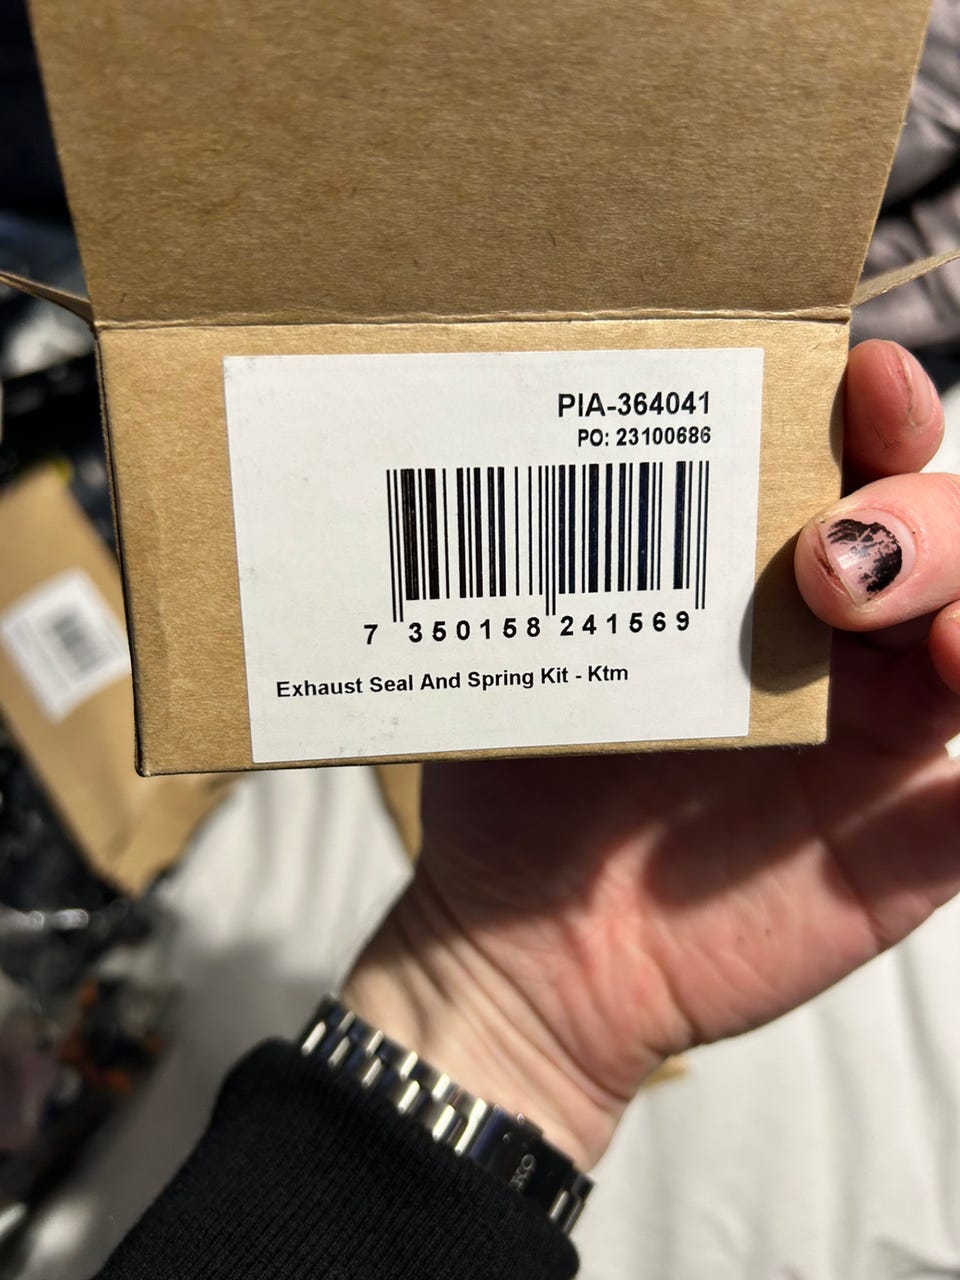 PIA-364041
PO: 23100686
7 350158 241569
Exhaust Seal And Spring Kit - Ktm